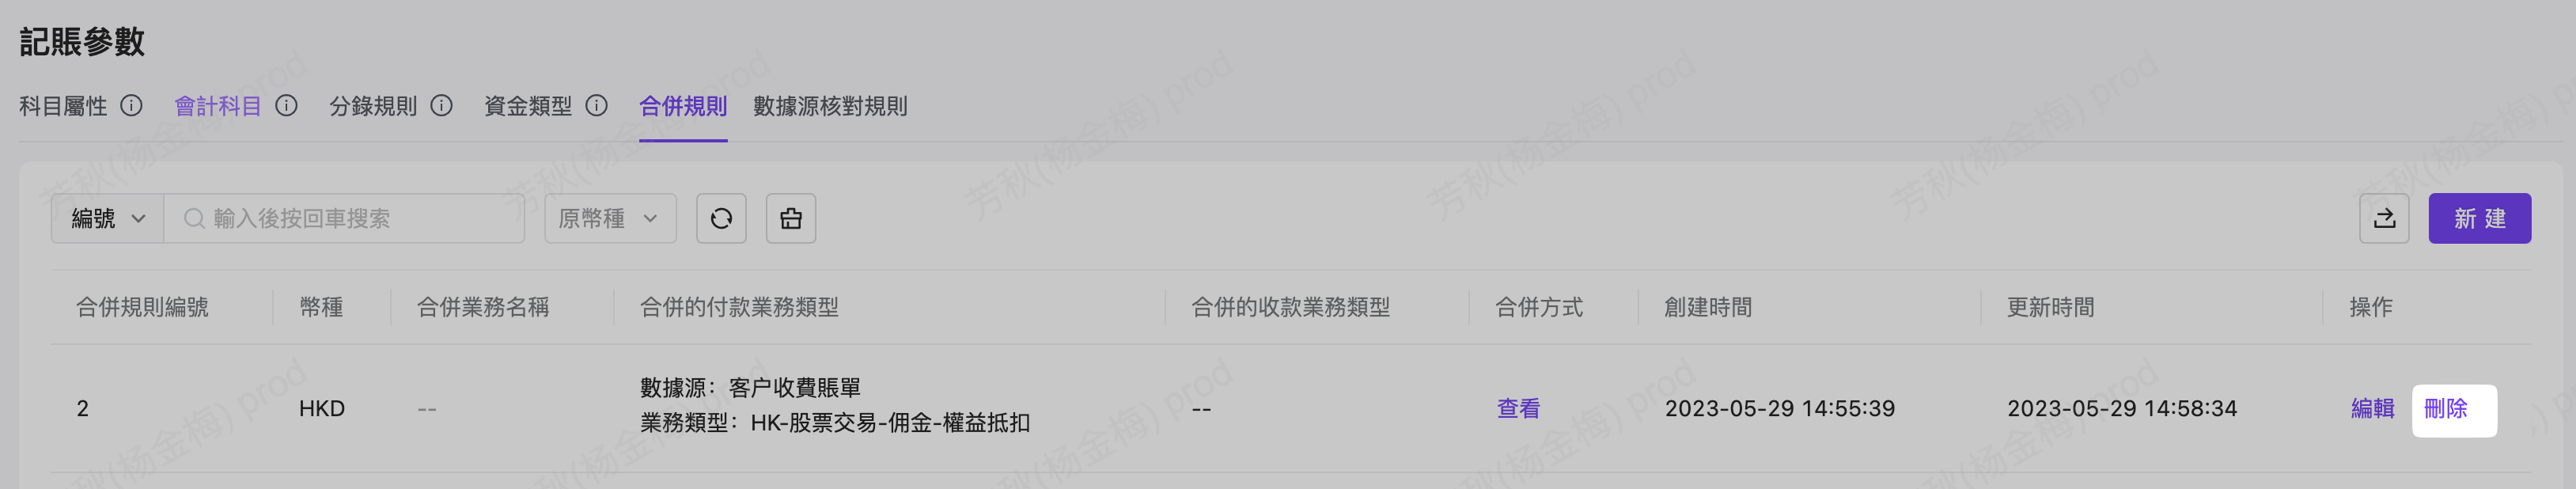 記賬參數
科目屬性 會計科目 分錄規則 資金類型 合併規則 數據源核對規則
編號 輸入後按回車搜索 原幣種 新 建
合併規則編號 幣種 合併業務名稱 合併的付款業務類型 合併的收款業務類型 合併方式 創建時間 更新時間 操作
2 HKD -- 數據源：客户收費賬單 -- 查看 2023-05-29 14:55:39 2023-05-29 14:58:34 編輯 刪除
業務類型：HK-股票交易-佣金-權益抵扣
芳秋(杨金梅) prod